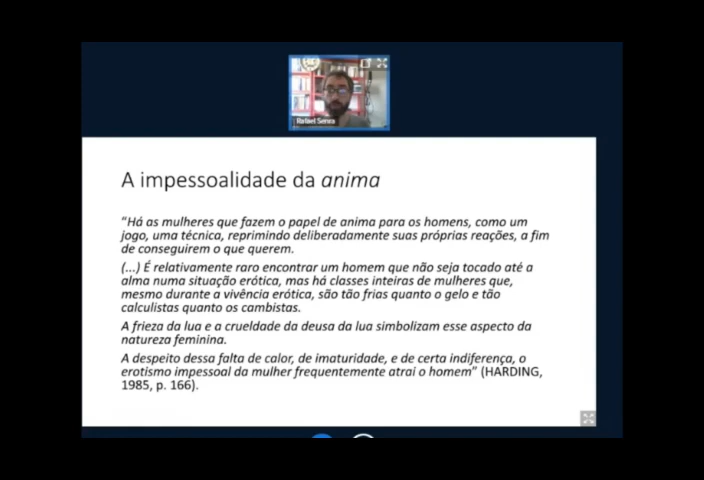 Rafael Senra
A impessoalidade da anima
"Há as mulheres que fazem o papel de anima para os homens, como um
jogo, uma técnica, reprimindo deliberadamente suas próprias reações, a fim
de conseguirem o que querem.
(...) É relativamente raro encontrar um homem que não seja tocado até a
alma numa situação erótica, mas há classes inteiras de mulheres que,
mesmo durante a vivência erótica, são tão frias quanto o gelo e tão
calculistas quanto os cambistas.
A frieza da lua e a crueldade da deusa da lua simbolizam esse aspecto da
natureza feminina.
A despeito dessa falta de calor, de imaturidade, e de certa indiferença, o
erotismo impessoal da mulher frequentemente atrai o homem" (HARDING,
1985, p. 166).